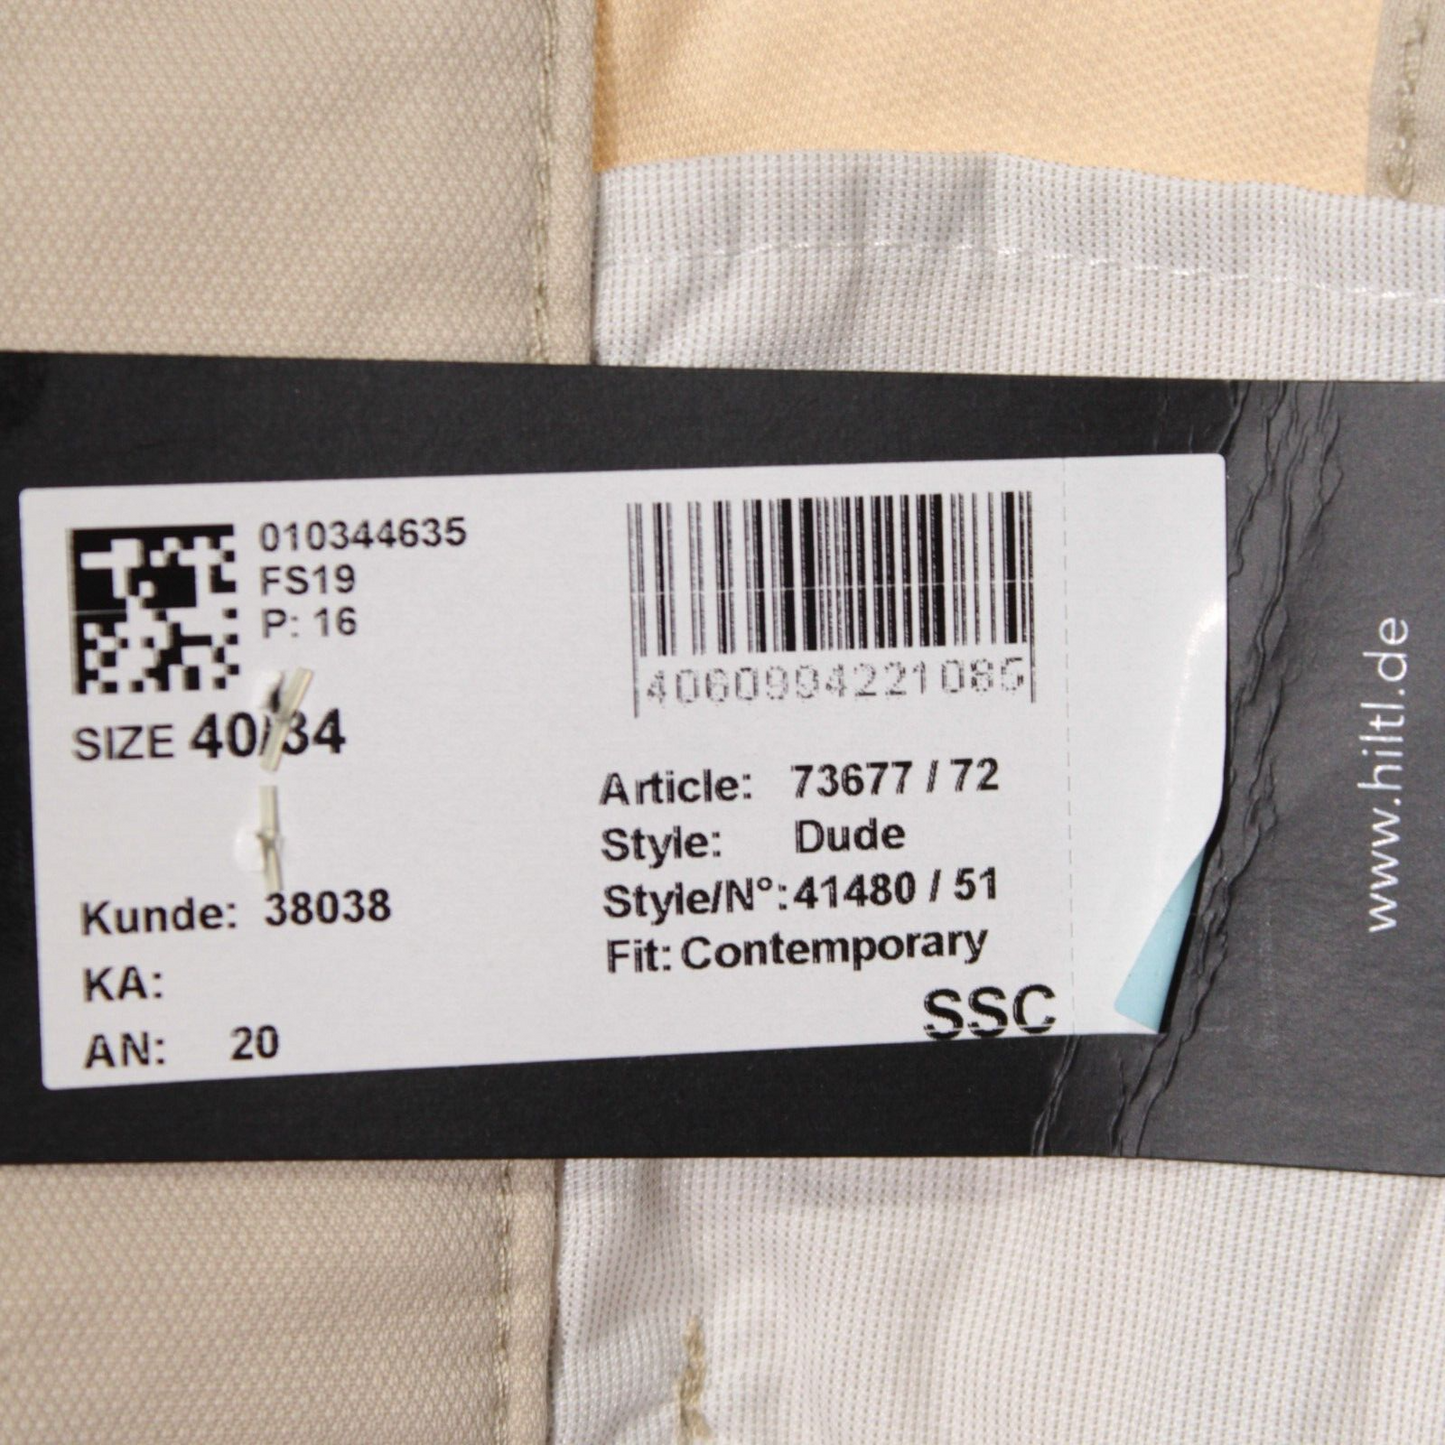 010344635
FS19
P: 16
SIZE 40/34
4060994221085
Article: 73677 / 72
Style: Dude
Style/N°: 41480 / 51
Fit: Contemporary
SSC
Kunde: 38038
KA:
AN: 20
www.hiltl.de